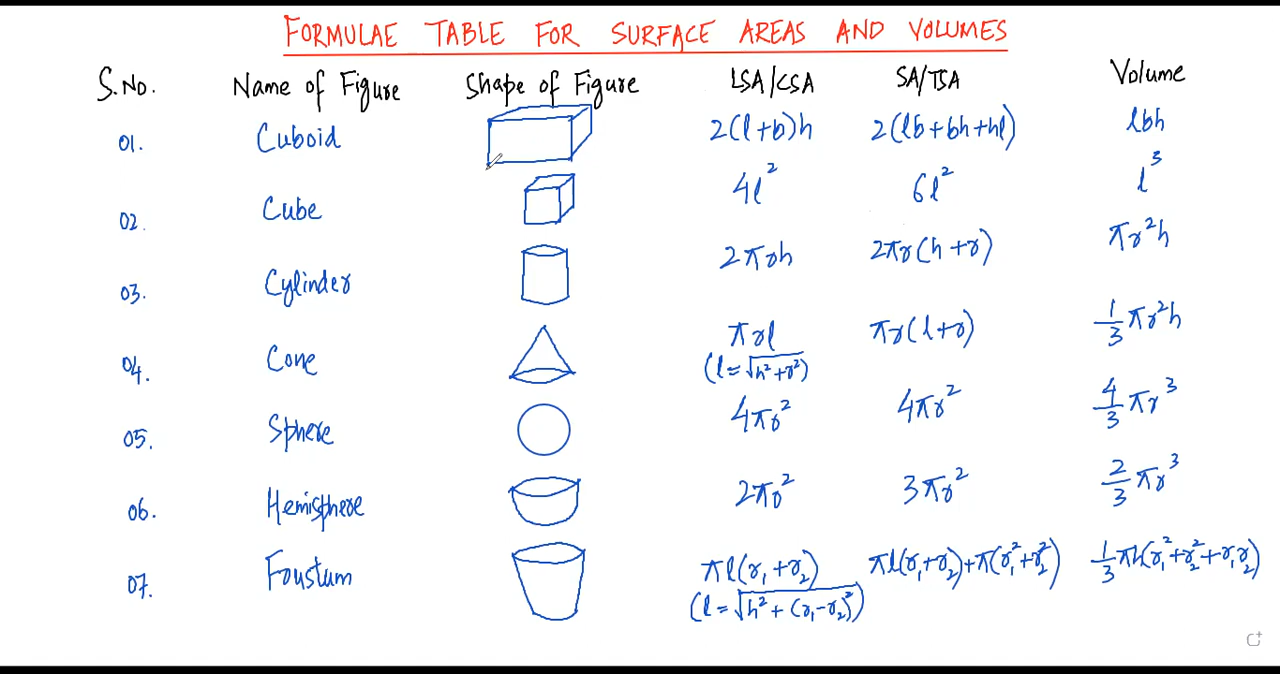 FORMULAE TABLE FOR SURFACE AREAS AND VOLUMES
S.No. Name of Figure Shape of Figure LSA/CSA SA/TSA Volume
01. Cuboid 2(l+b)h 2(lb+bh+hl) lbh
02. Cube 4l² 6l² l³
03. Cylinder 2πrh 2πr(h+r) πr²h
04. Cone πrl πr(l+r) 1/3 πr²h
(l=√(h²+r²))
05. Sphere 4πr² 4πr² 4/3 πr³
06. Hemisphere 2πr² 3πr² 2/3 πr³
07. Frustum πl(r₁+r₂) πl(r₁+r₂)+π(r₁²+r₂²) 1/3 πh(r₁²+r₂²+r₁r₂)
(l=√(h²+(r₁-r₂)²))